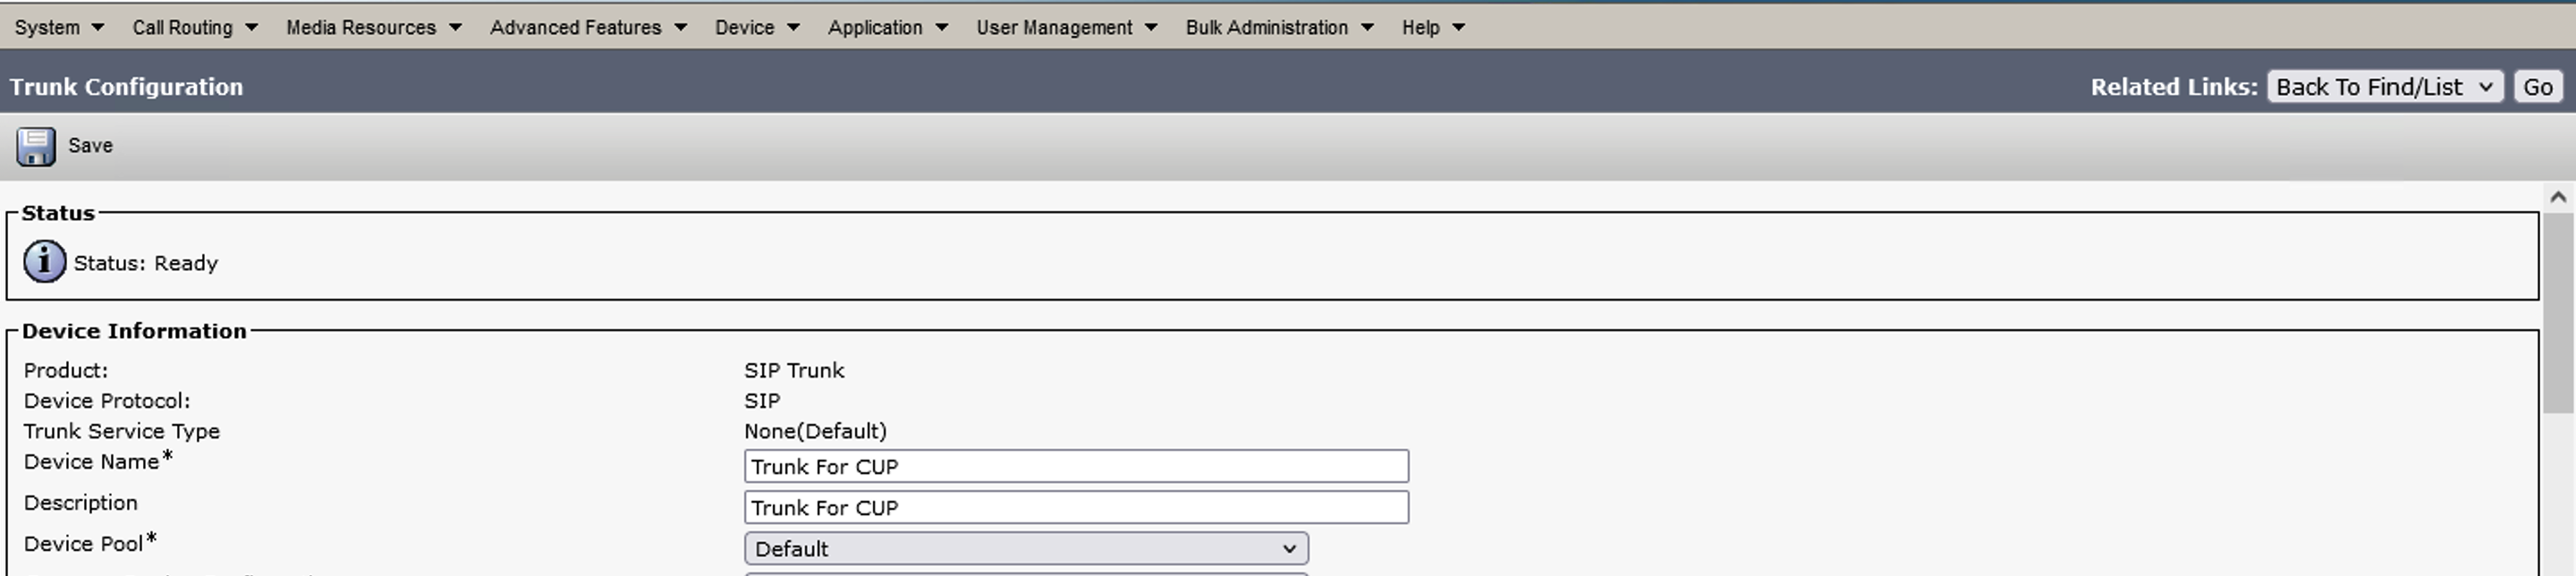 System Call Routing Media Resources Advanced Features Device Application User Management Bulk Administration Help
Trunk Configuration Related Links: Back To Find/List Go
Save
Status
Status: Ready
Device Information
Product: SIP Trunk
Device Protocol: SIP
Trunk Service Type None(Default)
Device Name* Trunk For CUP
Description Trunk For CUP
Device Pool* Default